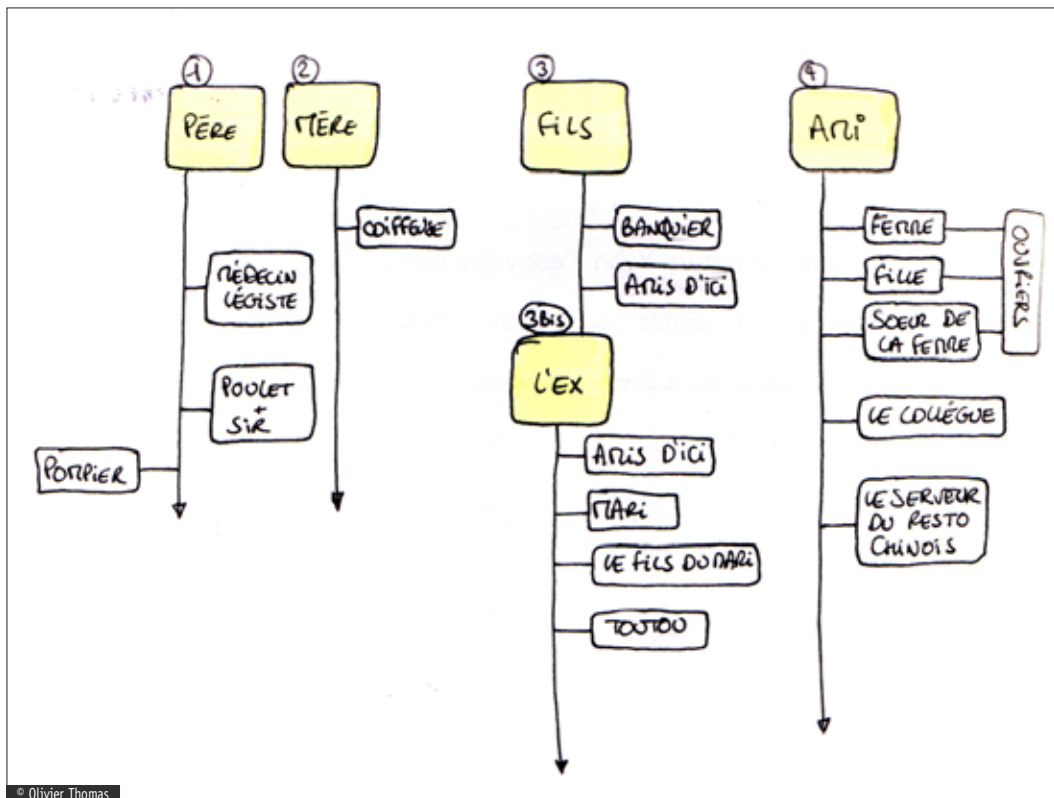 1
PÈRE
MÉDECIN
LÉGISTE
POULET
+
SIR
POMPIER
2
MÈRE
COIFFEUSE
3
FILS
BANQUIER
AMIS D'ICI
3Bis
L'EX
AMIS D'ICI
MARI
LE FILS DU MARI
TOUTOU
4
AMI
FEMME
FILLE
SOEUR DE
LA FEMME
OUVRIERS
LE COLLÉGUE
LE SERVEUR
DU RESTO
CHINOIS
© Olivier Thomas